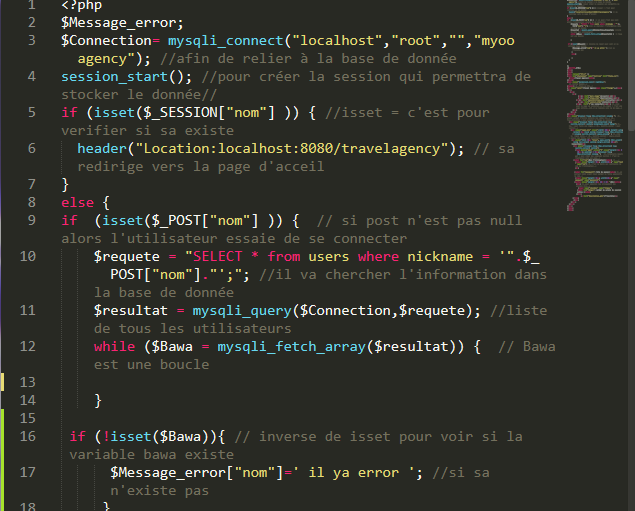 1 <?php
2 $Message_error;
3 $Connection= mysqli_connect("localhost","root","","myoo
agency"); //afin de relier à la base de donnée
4 session_start(); //pour créer la session qui permettra de
stocker le donnée//
5 if (isset($_SESSION["nom"] )) { //isset = c'est pour
verifier si sa existe
6 header("Location:localhost:8080/travelagency"); // sa
redirige vers la page d'acceil
7 }
8 else {
9 if  (isset($_POST["nom"] )) {  // si post n'est pas null
alors l'utilisateur essaie de se connecter
10 $requete = "SELECT * from users where nickname = '".$_
POST["nom"]."';"; //il va chercher l'information dans
la base de donnée
11 $resultat = mysqli_query($Connection,$requete); //liste
de tous les utilisateurs
12 while ($Bawa = mysqli_fetch_array($resultat)) {  // Bawa
est une boucle
13
14 }
15
16 if (!isset($Bawa)){ // inverse de isset pour voir si la
variable bawa existe
17 $Message_error["nom"]=' il ya error '; //si sa
n'existe pas
18 }